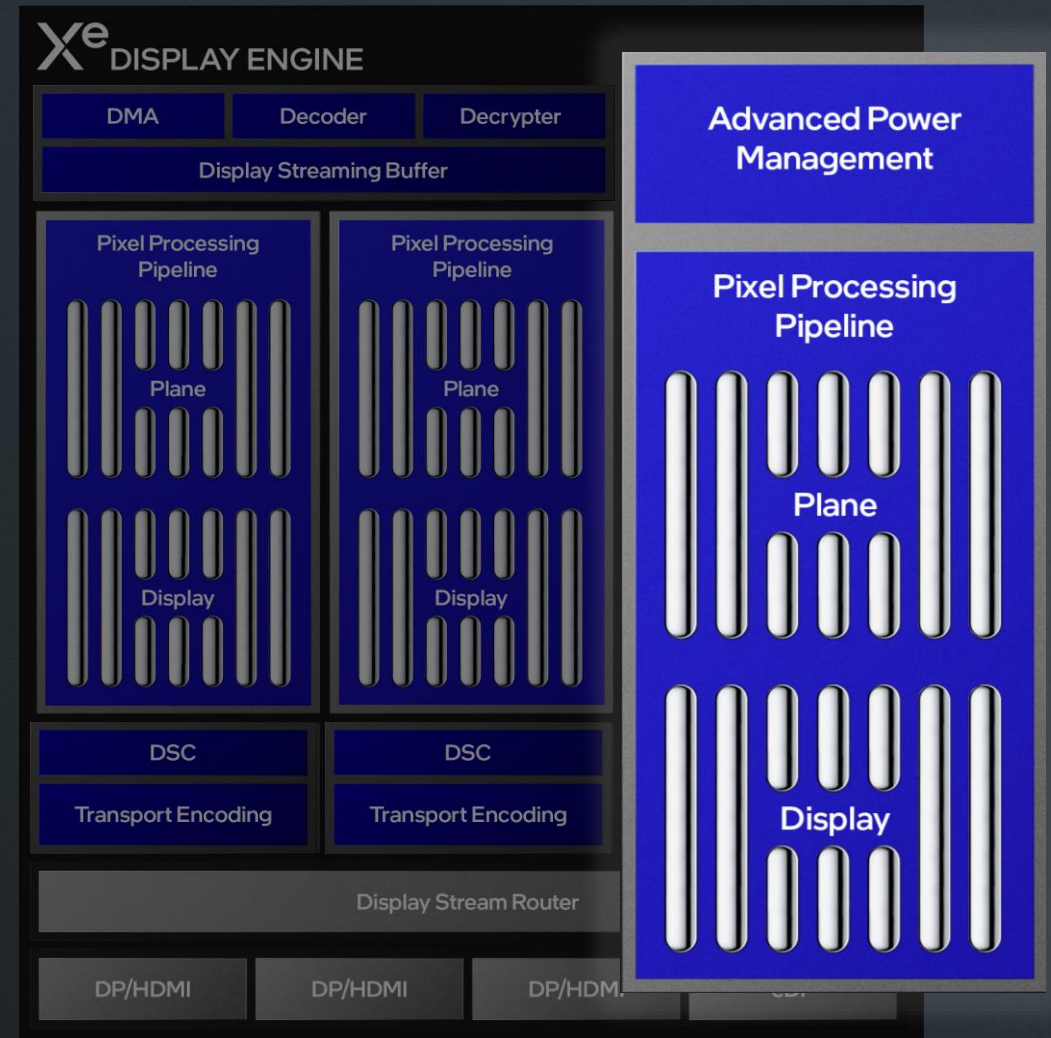 Xe DISPLAY ENGINE
DMA
Decoder
Decrypter
Display Streaming Buffer
Pixel Processing
Pipeline
Plane
Display
Pixel Processing
Pipeline
Plane
Display
DSC
DSC
Transport Encoding
Transport Encoding
Display Stream Router
DP/HDMI
DP/HDMI
DP/HDMI
Advanced Power
Management
Pixel Processing
Pipeline
Plane
Display